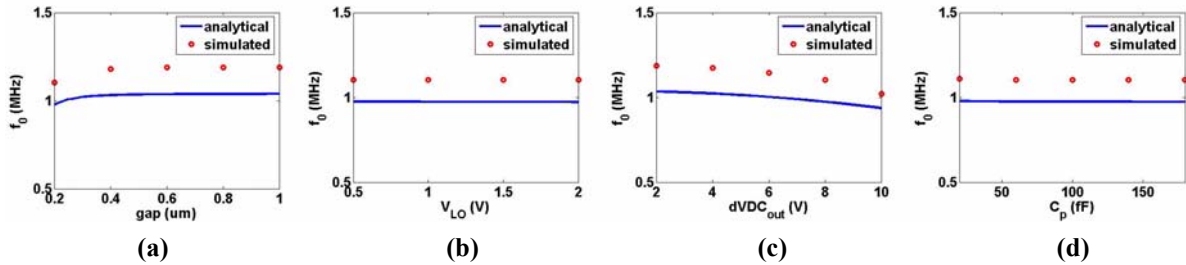 1.5
1
0.5
f0 (MHz)
analytical
simulated
0.2 0.4 0.6 0.8 1
gap (um)
(a)
1.5
1
0.5
f0 (MHz)
analytical
simulated
0.5 1 1.5 2
VLO (V)
(b)
1.5
1
0.5
f0 (MHz)
analytical
simulated
2 4 6 8 10
dVDCout (V)
(c)
1.5
1
0.5
f0 (MHz)
analytical
simulated
50 100 150
Cp (fF)
(d)